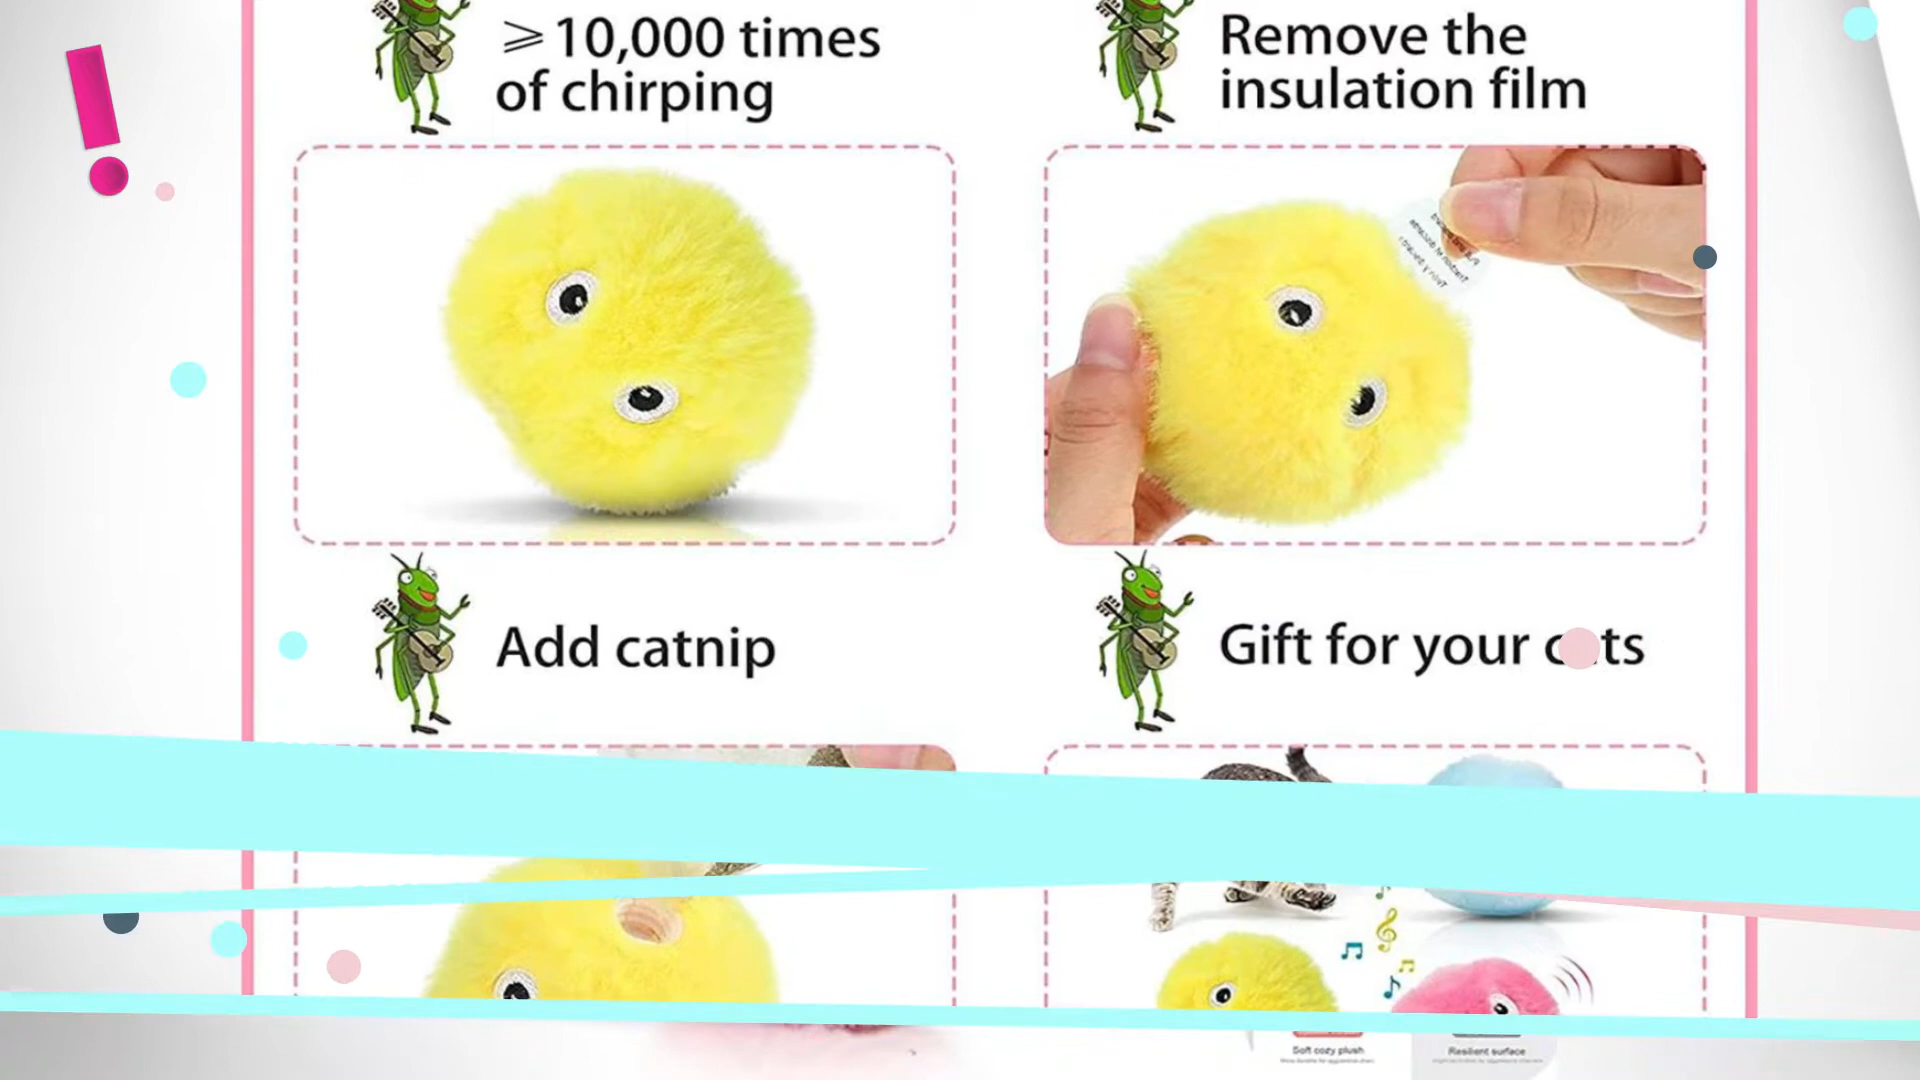 ⩾10,000 times
of chirping
Remove the
insulation film
Add catnip
Gift for your cats
Soft cozy plush
Resilient surface